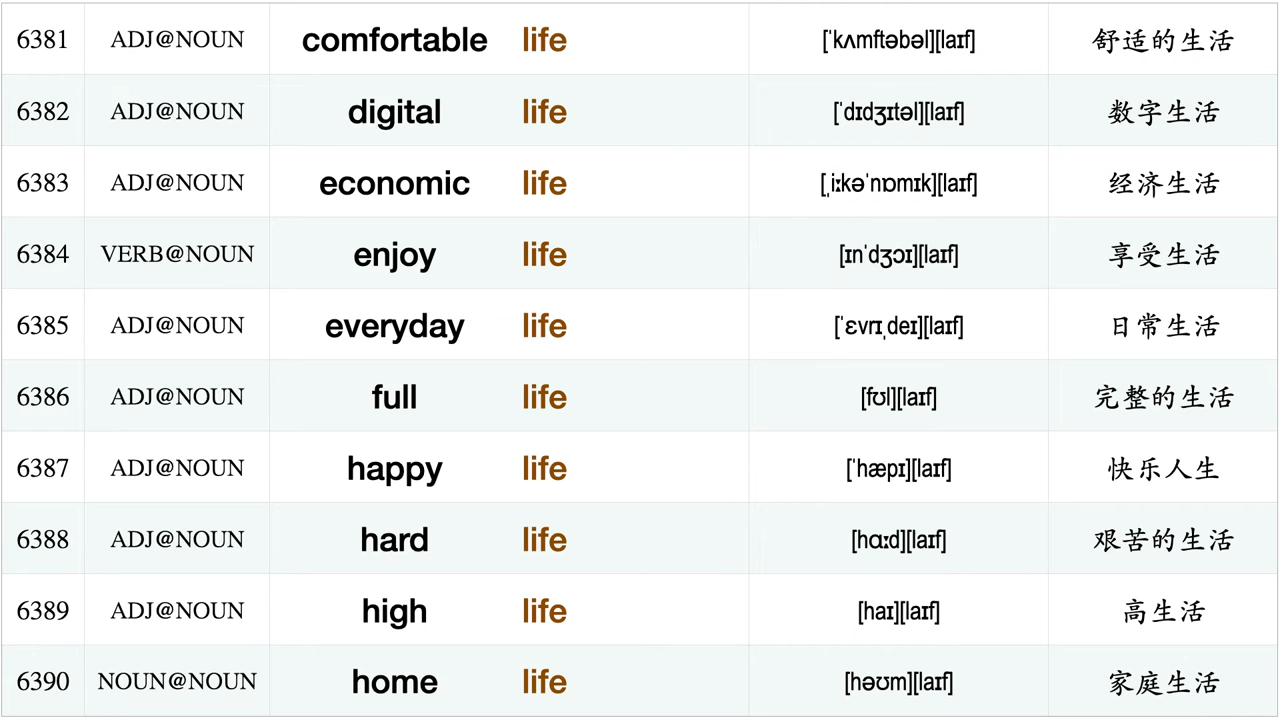 6381 ADJ@NOUN comfortable life [ˈkʌmftəbəl][laɪf] 舒适的生活
6382 ADJ@NOUN digital life [ˈdɪdʒɪtəl][laɪf] 数字生活
6383 ADJ@NOUN economic life [ˌiːkəˈnɒmɪk][laɪf] 经济生活
6384 VERB@NOUN enjoy life [ɪnˈdʒɔɪ][laɪf] 享受生活
6385 ADJ@NOUN everyday life [ˈɛvrɪˌdeɪ][laɪf] 日常生活
6386 ADJ@NOUN full life [fʊl][laɪf] 完整的生活
6387 ADJ@NOUN happy life [ˈhæpɪ][laɪf] 快乐人生
6388 ADJ@NOUN hard life [hɑːd][laɪf] 艰苦的生活
6389 ADJ@NOUN high life [haɪ][laɪf] 高生活
6390 NOUN@NOUN home life [həʊm][laɪf] 家庭生活